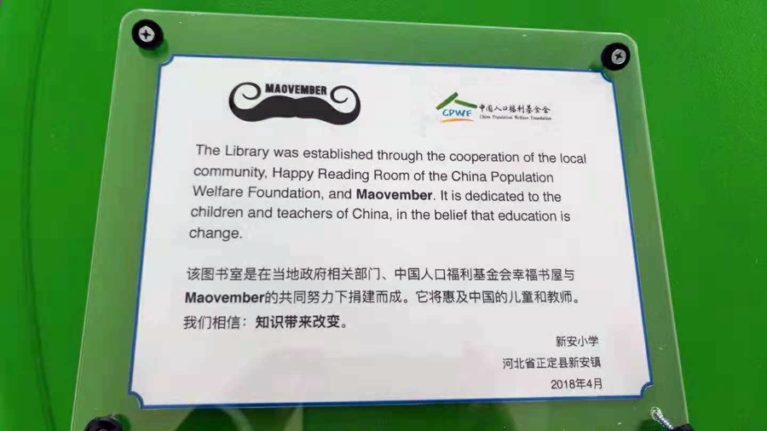 MAOVEMBER
CPWF 中国人口福利基金会
China Population Welfare Foundation
The Library was established through the cooperation of the local
community, Happy Reading Room of the China Population
Welfare Foundation, and Maovember. It is dedicated to the
children and teachers of China, in the belief that education is
change.
该图书室是在当地政府相关部门、中国人口福利基金会幸福书屋与
Maovember的共同努力下捐建而成。它将惠及中国的儿童和教师。
我们相信：知识带来改变。
新安小学
河北省正定县新安镇
2018年4月